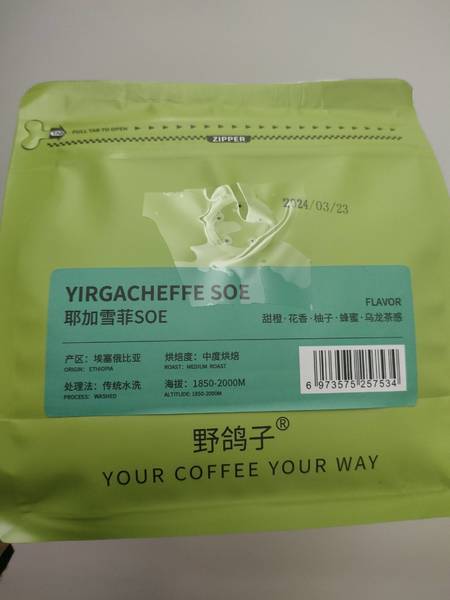 PULL TAB TO OPEN
ZIPPER
2024/03/23
YIRGACHEFFE SOE
耶加雪菲SOE
FLAVOR
甜橙·花香·柚子·蜂蜜·乌龙茶感
产区：埃塞俄比亚
ORIGIN: ETHIOPIA
烘焙度：中度烘焙
ROAST: MEDIUM ROAST
处理法：传统水洗
PROCESS: WASHED
海拔：1850-2000M
ALTITUDE: 1850-2000M
6 973575 257534
野鸽子®
YOUR COFFEE YOUR WAY